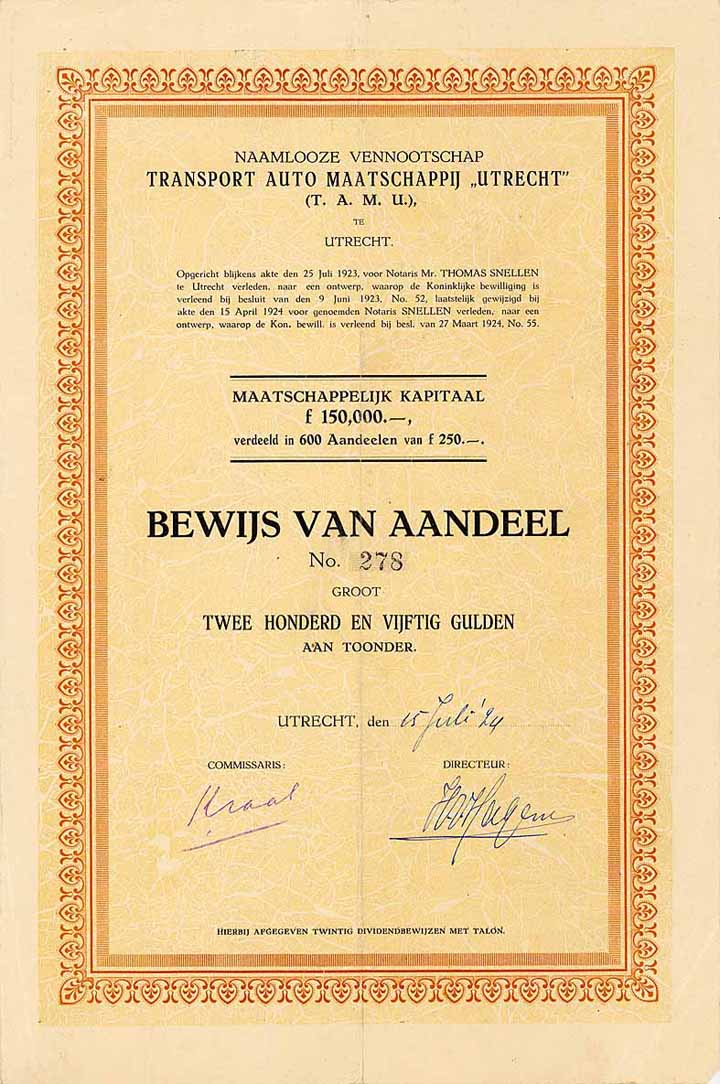 NAAMLOOZE VENNOOTSCHAP
TRANSPORT AUTO MAATSCHAPPIJ „UTRECHT"
(T. A. M. U.),
TE
UTRECHT.
Opgericht blijkens akte den 25 Juli 1923, voor Notaris Mr. THOMAS SNELLEN
te Utrecht verleden, naar een ontwerp, waarop de Koninklijke bewilliging is
verleend bij besluit van den 9 Juni 1923, No. 52, laatstelijk gewijzigd bij
akte den 15 April 1924 voor genoemden Notaris SNELLEN verleden, naar een
ontwerp, waarop de Kon. bewill. is verleend bij besl. van 27 Maart 1924, No. 55.
MAATSCHAPPELIJK KAPITAAL
f 150,000.—,
verdeeld in 600 Aandeelen van f 250.—.
BEWIJS VAN AANDEEL
No. 278
GROOT
TWEE HONDERD EN VIJFTIG GULDEN
AAN TOONDER.
UTRECHT, den 15 Juli '24
COMMISSARIS: DIRECTEUR:
Kraal
HIERBIJ AFGEGEVEN TWINTIG DIVIDENDBEWIJZEN MET TALON.